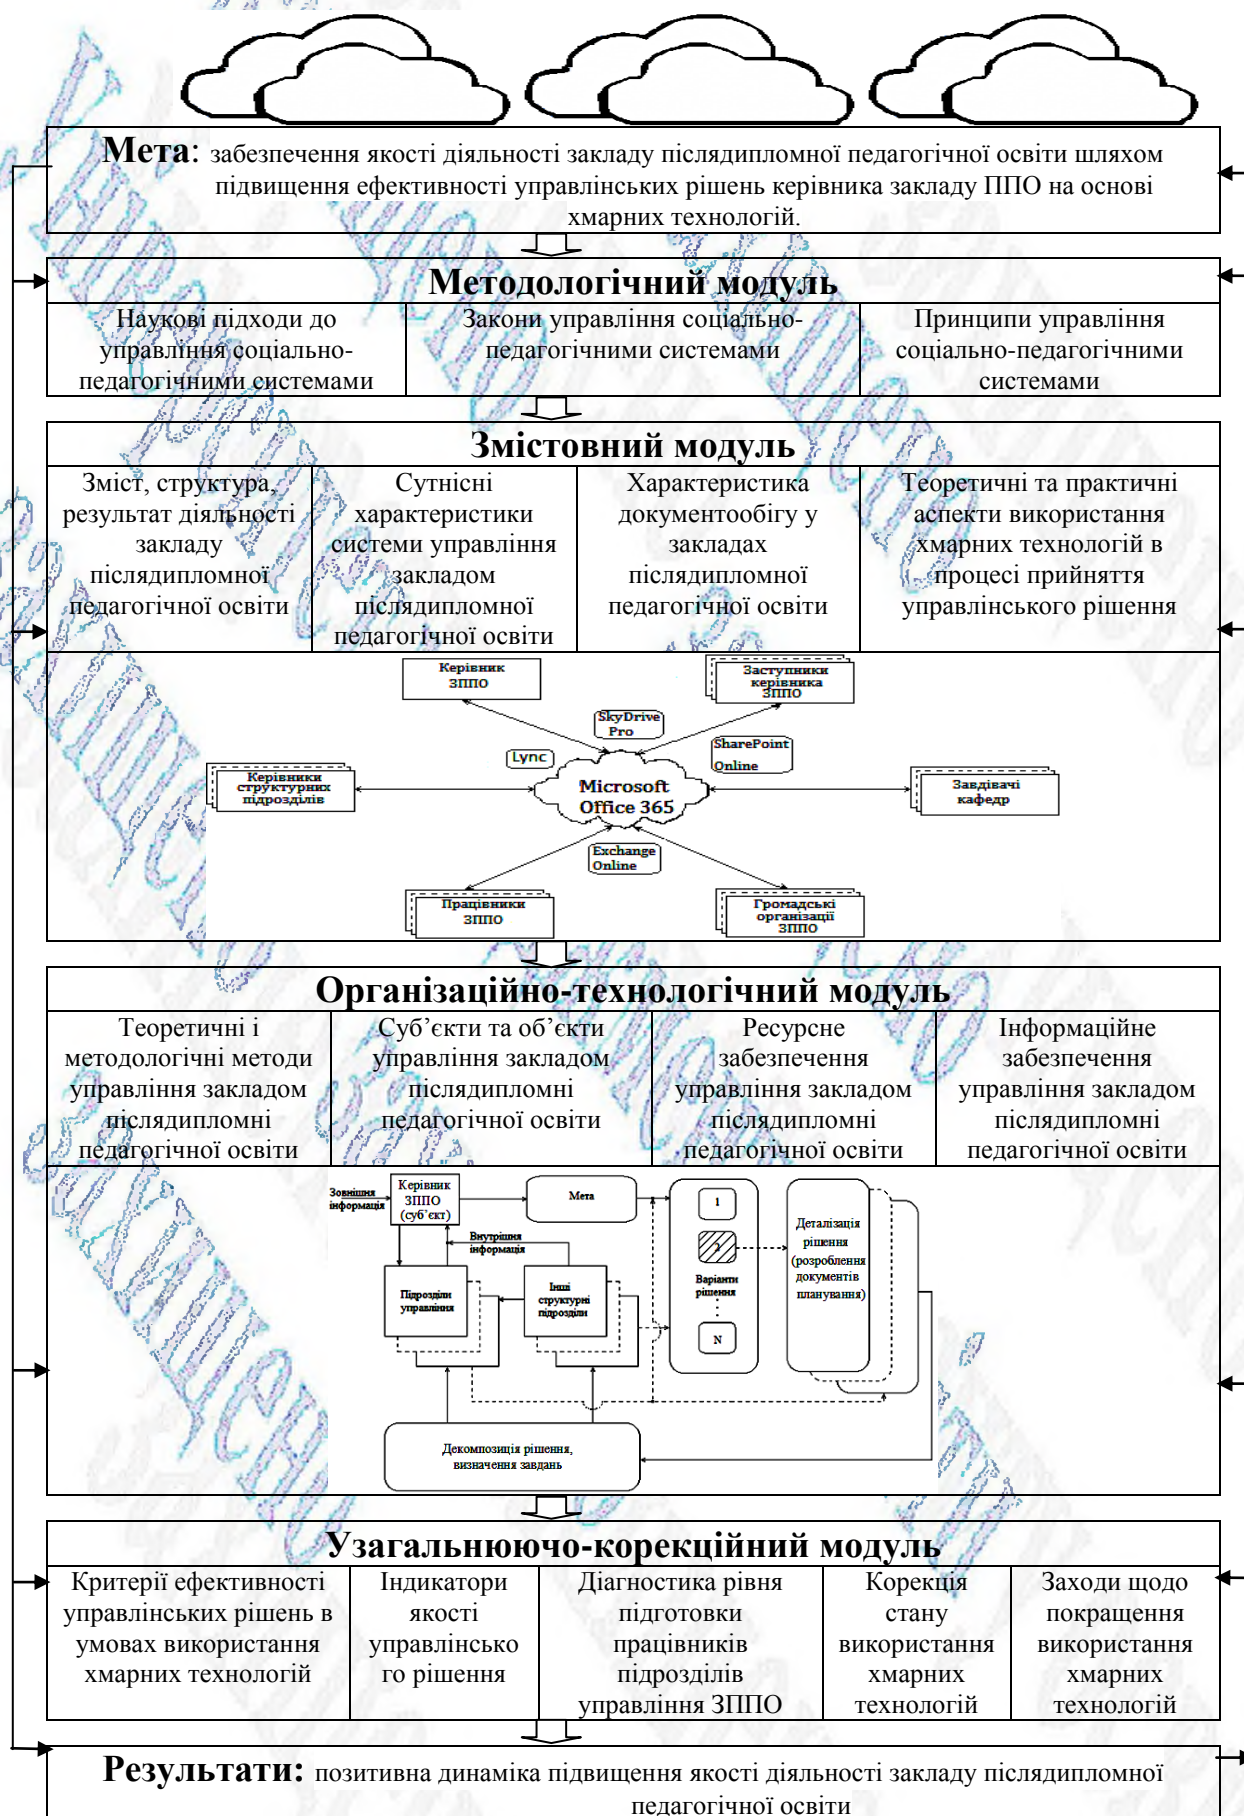 Мета: забезпечення якості діяльності закладу післядипломної педагогічної освіти шляхом
підвищення ефективності управлінських рішень керівника закладу ППО на основі
хмарних технологій.
Методологічний модуль
Наукові підходи до
управління соціально-
педагогічними системами
Закони управління соціально-
педагогічними системами
Принципи управління
соціально-педагогічними
системами
Змістовний модуль
Зміст, структура,
результат діяльності
закладу
післядипломної
педагогічної освіти
Сутнісні
характеристики
системи управління
закладом
післядипломної
педагогічної освіти
Характеристика
документообігу у
закладах
післядипломної
педагогічної освіти
Теоретичні та практичні
аспекти використання
хмарних технологій в
процесі прийняття
управлінського рішення
Керівник
ЗППО
Заступники
керівника
ЗППО
SkyDrive
Pro
Lync
SharePoint
Online
Керівники
структурних
підрозділів
Microsoft
Office 365
Завдівачі
кафедр
Exchange
Online
Працівники
ЗППО
Громадські
організації
ЗППО
Організаційно-технологічний модуль
Теоретичні і
методологічні методи
управління закладом
післядипломні
педагогічної освіти
Суб’єкти та об’єкти
управління закладом
післядипломні
педагогічної освіти
Ресурсне
забезпечення
управління закладом
післядипломні
педагогічної освіти
Інформаційне
забезпечення
управління закладом
післядипломні
педагогічної освіти
Зовнішня
інформація
Керівник
ЗППО
(суб’єкт)
Мета
1
2
Варіанти
рішення
N
Деталізація
рішення
(розроблення
документів
планування)
Внутрішня
інформація
Підрозділи
управління
Інші
структурні
підрозділи
Декомпозиція рішення,
визначення завдань
Узагальнюючо-корекційний модуль
Критерії ефективності
управлінських рішень в
умовах використання
хмарних технологій
Індикатори
якості
управлінсько
го рішення
Діагностика рівня
підготовки
працівників
підрозділів
управління ЗППО
Корекція
стану
використання
хмарних
технологій
Заходи щодо
покращення
використання
хмарних
технологій
Результати: позитивна динаміка підвищення якості діяльності закладу післядипломної
педагогічної освіти